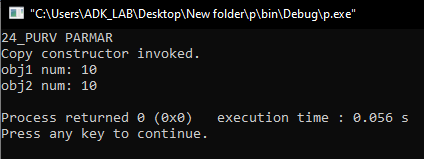 "C:\Users\ADK_LAB\Desktop\New folder\p\bin\Debug\p.exe"
24_PURV PARMAR
Copy constructor invoked.
obj1 num: 10
obj2 num: 10
Process returned 0 (0x0)   execution time : 0.056 s
Press any key to continue.